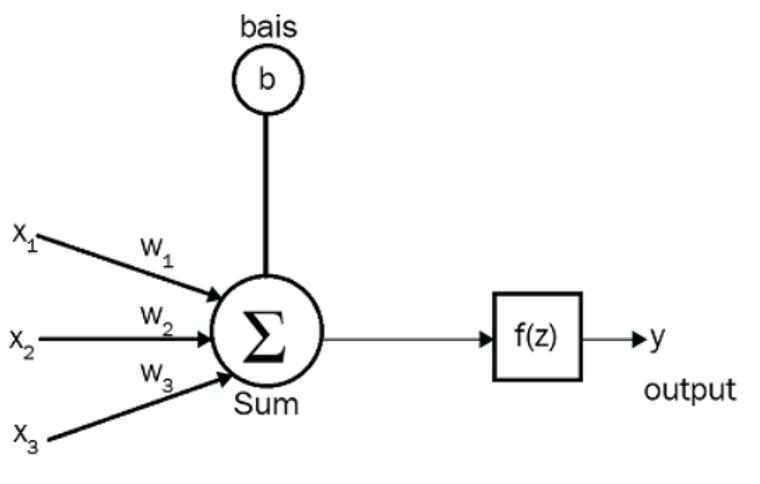 bais
b
x₁
w₁
x₂
w₂
w₃
x₃
Σ
Sum
f(z)
y
output